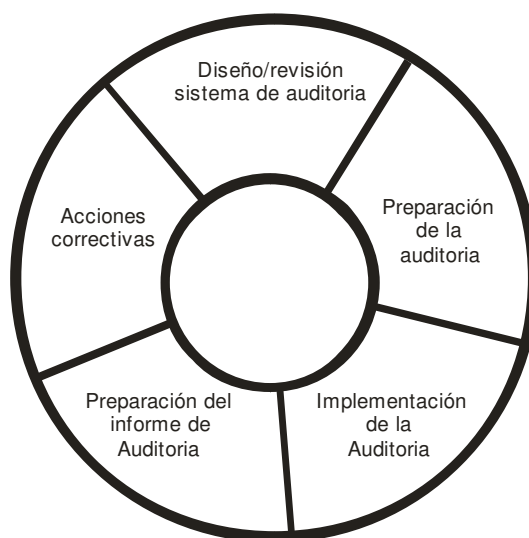 Diseño/revisión
sistema de auditoria
Preparación
de la
auditoria
Implementación
de la
Auditoria
Preparación del
informe de
Auditoria
Acciones
correctivas